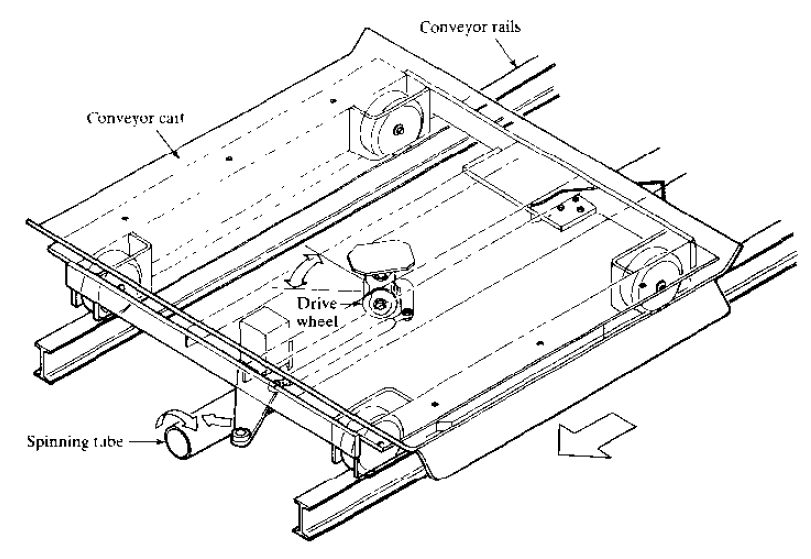 Conveyor rails
Conveyor cart
Drive
wheel
Spinning tube